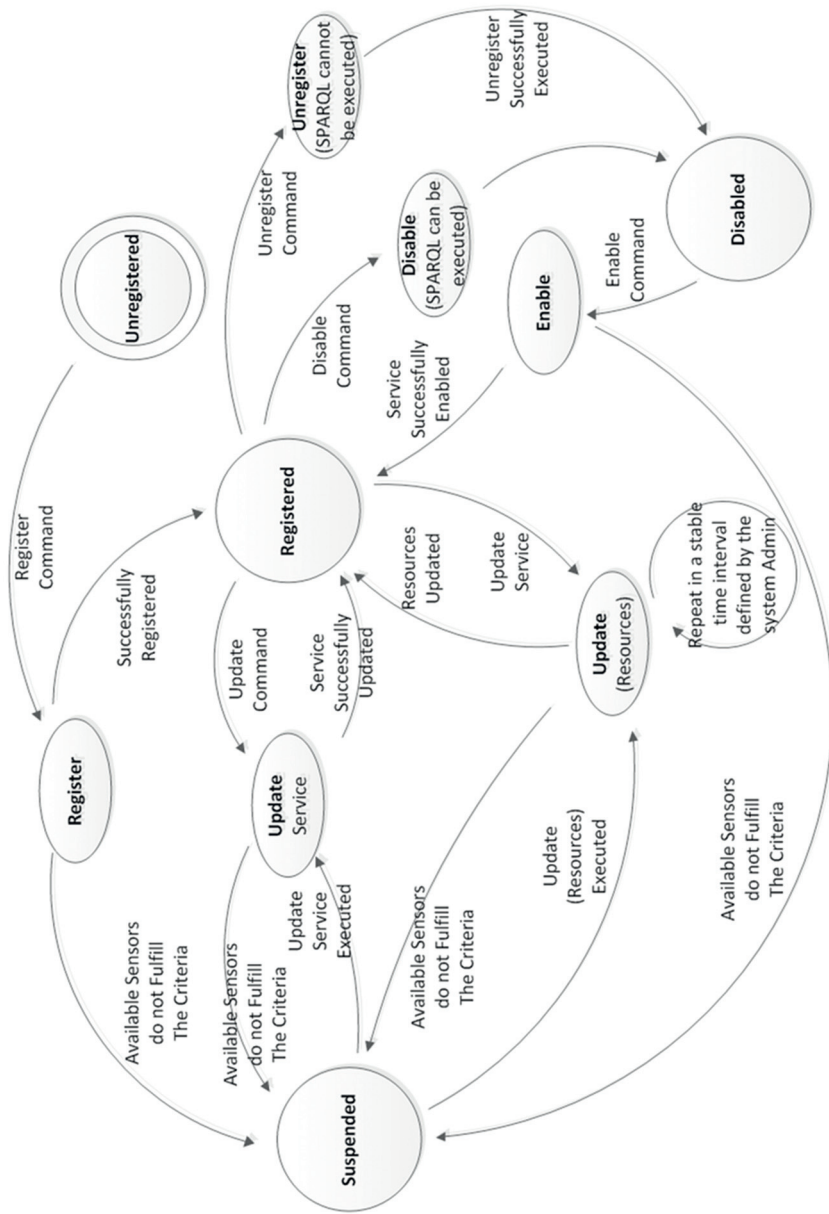 Unregistered
Register
Command
Successfully
Registered
Register
Available Sensors
do not Fulfill
The Criteria
Unregister
(SPARQL cannot
be executed)
Unregister
Command
Unregister
Successfully
Executed
Registered
Update
Command
Service
Successfully
Updated
Update
Service
Available Sensors
do not Fulfill
The Criteria
Update
Service
Executed
Suspended
Disable
(SPARQL can be
executed)
Disable
Command
Service
Successfully
Enabled
Enable
Enable
Command
Disabled
Resources
Updated
Update
Service
Update
(Resources)
Repeat in a stable
time interval
defined by the
system Admin
Available Sensors
do not Fulfill
The Criteria
Update
(Resources)
Executed
Available Sensors
do not Fulfill
The Criteria